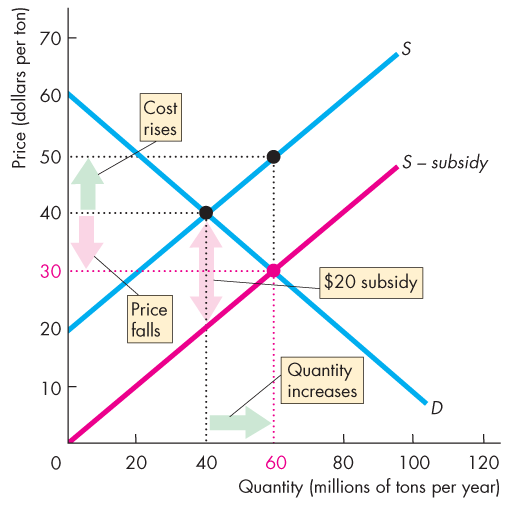 Price (dollars per ton)
70
60
50
40
30
20
10
0
Cost
rises
Price
falls
S
S – subsidy
$20 subsidy
Quantity
increases
D
20
40
60
80
100
120
Quantity (millions of tons per year)